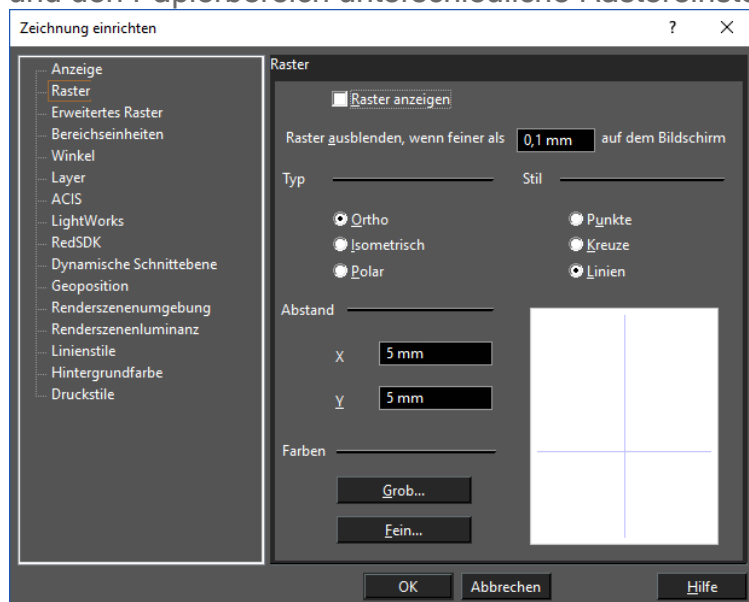 und den Papierbereich unterschiedliche Rastereinste
Zeichnung einrichten ? ×
Anzeige
Raster
Erweitertes Raster
Bereichseinheiten
Winkel
Layer
ACIS
LightWorks
RedSDK
Dynamische Schnittebene
Geoposition
Renderszenenumgebung
Renderszenenluminanz
Linienstile
Hintergrundfarbe
Druckstile
Raster
Raster anzeigen
Raster ausblenden, wenn feiner als 0,1 mm auf dem Bildschirm
Typ
Ortho
Isometrisch
Polar
Stil
Punkte
Kreuze
Linien
Abstand
X 5 mm
Y 5 mm
Farben
Grob...
Fein...
OK Abbrechen Hilfe